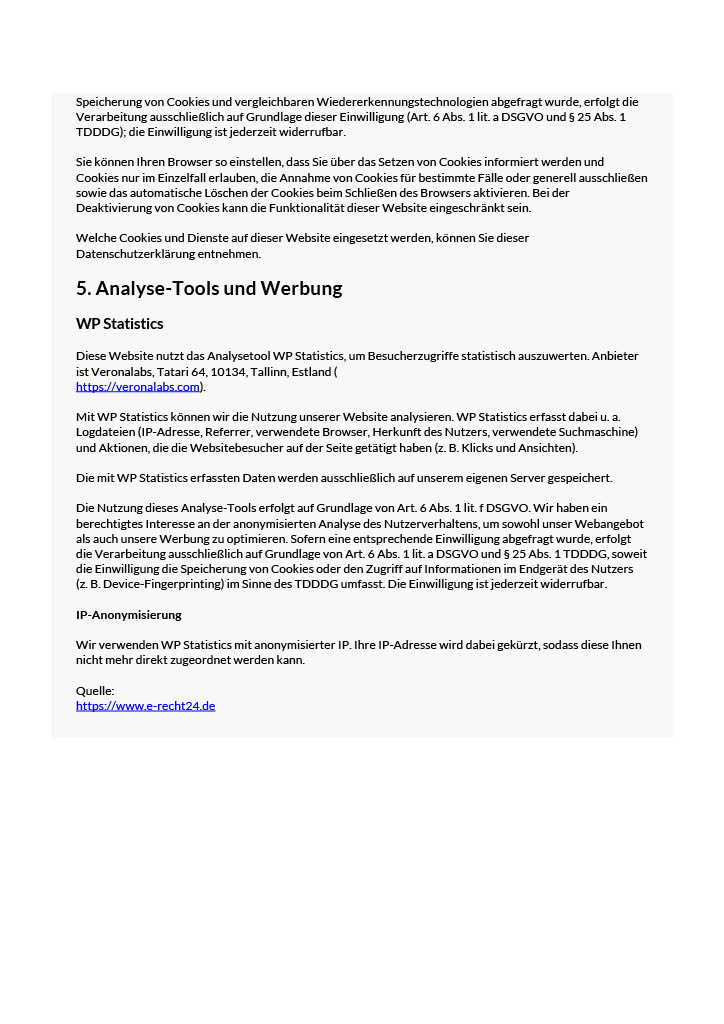 Speicherung von Cookies und vergleichbaren Wiedererkennungstechnologien abgefragt wurde, erfolgt die
Verarbeitung ausschließlich auf Grundlage dieser Einwilligung (Art. 6 Abs. 1 lit. a DSGVO und § 25 Abs. 1
TDDDG); die Einwilligung ist jederzeit widerrufbar.
Sie können Ihren Browser so einstellen, dass Sie über das Setzen von Cookies informiert werden und
Cookies nur im Einzelfall erlauben, die Annahme von Cookies für bestimmte Fälle oder generell ausschließen
sowie das automatische Löschen der Cookies beim Schließen des Browsers aktivieren. Bei der
Deaktivierung von Cookies kann die Funktionalität dieser Website eingeschränkt sein.
Welche Cookies und Dienste auf dieser Website eingesetzt werden, können Sie dieser
Datenschutzerklärung entnehmen.
5. Analyse-Tools und Werbung
WP Statistics
Diese Website nutzt das Analysetool WP Statistics, um Besucherzugriffe statistisch auszuwerten. Anbieter
ist Veronalabs, Tatari 64, 10134, Tallinn, Estland (
https://veronalabs.com).
Mit WP Statistics können wir die Nutzung unserer Website analysieren. WP Statistics erfasst dabei u. a.
Logdateien (IP-Adresse, Referrer, verwendete Browser, Herkunft des Nutzers, verwendete Suchmaschine)
und Aktionen, die die Websitebesucher auf der Seite getätigt haben (z. B. Klicks und Ansichten).
Die mit WP Statistics erfassten Daten werden ausschließlich auf unserem eigenen Server gespeichert.
Die Nutzung dieses Analyse-Tools erfolgt auf Grundlage von Art. 6 Abs. 1 lit. f DSGVO. Wir haben ein
berechtigtes Interesse an der anonymisierten Analyse des Nutzerverhaltens, um sowohl unser Webangebot
als auch unsere Werbung zu optimieren. Sofern eine entsprechende Einwilligung abgefragt wurde, erfolgt
die Verarbeitung ausschließlich auf Grundlage von Art. 6 Abs. 1 lit. a DSGVO und § 25 Abs. 1 TDDDG, soweit
die Einwilligung die Speicherung von Cookies oder den Zugriff auf Informationen im Endgerät des Nutzers
(z. B. Device-Fingerprinting) im Sinne des TDDDG umfasst. Die Einwilligung ist jederzeit widerrufbar.
IP-Anonymisierung
Wir verwenden WP Statistics mit anonymisierter IP. Ihre IP-Adresse wird dabei gekürzt, sodass diese Ihnen
nicht mehr direkt zugeordnet werden kann.
Quelle:
https://www.e-recht24.de